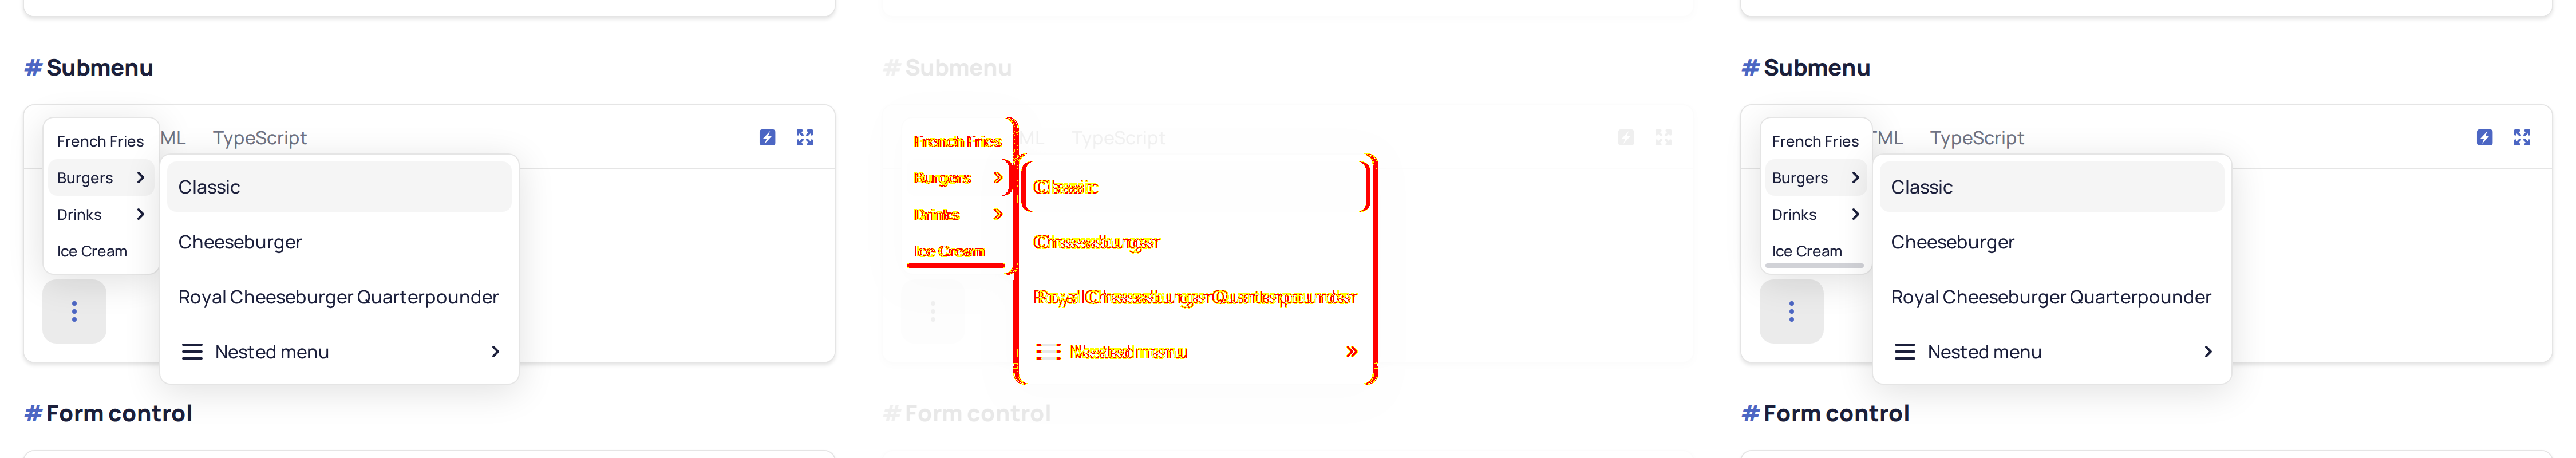 # Submenu
French Fries
ML TypeScript
Burgers
Classic
Drinks
Cheeseburger
Ice Cream
Royal Cheeseburger Quarterpounder
Nested menu
# Form control
# Submenu
French Fries
ML TypeScript
Burgers
Classic
Drinks
Cheeseburger
Ice Cream
Royal Cheeseburger Quarterpounder
Nested menu
# Form control
# Submenu
French Fries
TML TypeScript
Burgers
Classic
Drinks
Cheeseburger
Ice Cream
Royal Cheeseburger Quarterpounder
Nested menu
# Form control